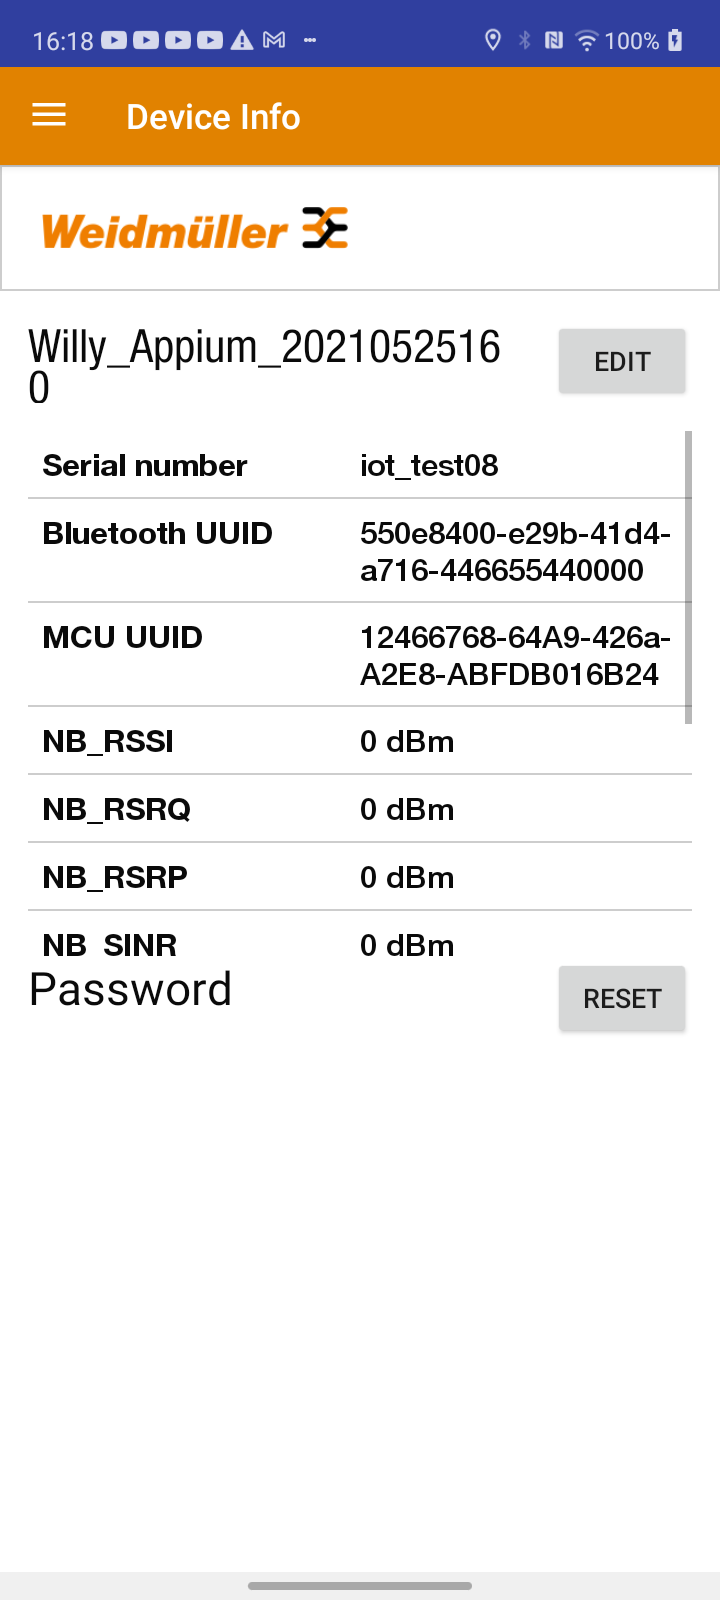 16:18 100%
Device Info
Weidmüller
Willy_Appium_2021052516
0
EDIT
Serial number iot_test08
Bluetooth UUID 550e8400-e29b-41d4-
a716-446655440000
MCU UUID 12466768-64A9-426a-
A2E8-ABFDB016B24
NB_RSSI 0 dBm
NB_RSRQ 0 dBm
NB_RSRP 0 dBm
NB_SINR 0 dBm
Password RESET